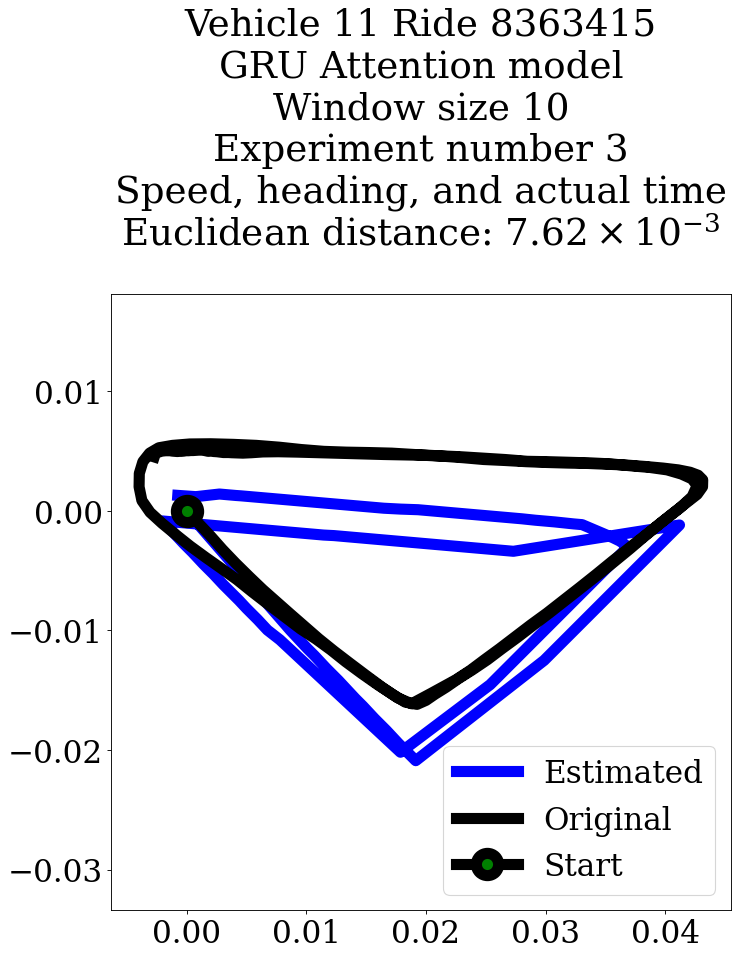 Vehicle 11 Ride 8363415
GRU Attention model
Window size 10
Experiment number 3
Speed, heading, and actual time
Euclidean distance: 7.62 × 10⁻³
0.01
0.00
−0.01
−0.02
−0.03
Estimated
Original
Start
0.00 0.01 0.02 0.03 0.04